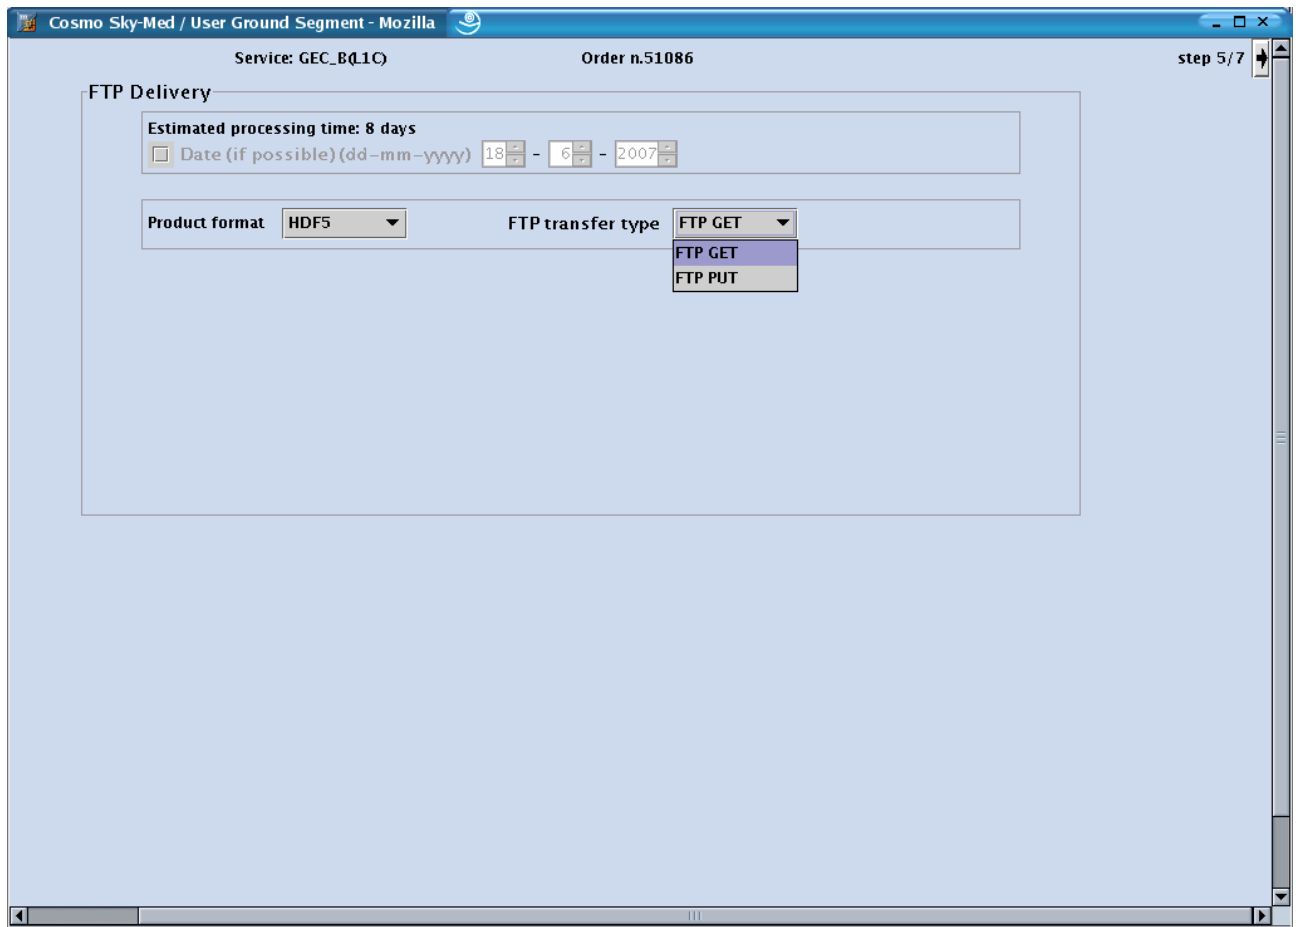 Cosmo Sky-Med / User Ground Segment - Mozilla
Service: GEC_B(L1C) Order n.51086 step 5/7
FTP Delivery
Estimated processing time: 8 days
Date (if possible) (dd-mm-yyyy) 18 - 6 - 2007
Product format HDF5 FTP transfer type FTP GET
FTP GET
FTP PUT